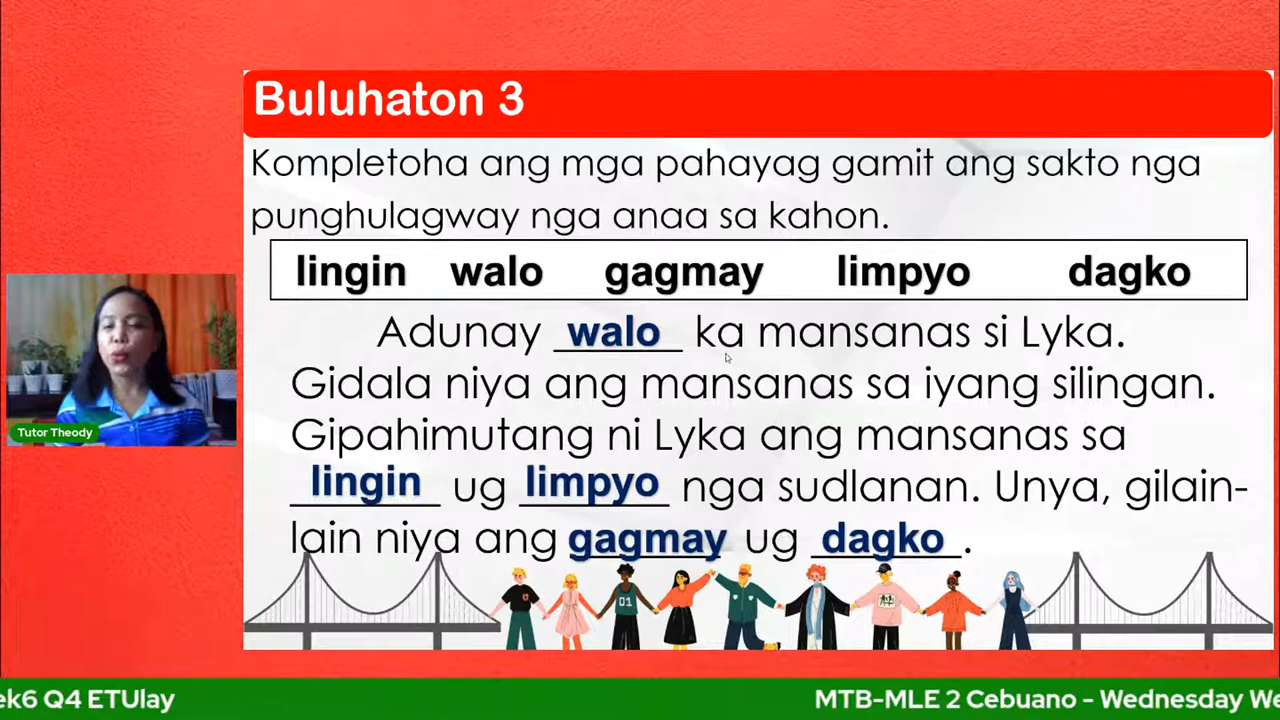 Buluhaton 3
Kompletoha ang mga pahayag gamit ang sakto nga
punghulagway nga anaa sa kahon.
lingin walo gagmay limpyo dagko
Adunay walo ka mansanas si Lyka.
Gidala niya ang mansanas sa iyang silingan.
Gipahimutang ni Lyka ang mansanas sa
lingin ug limpyo nga sudlanan. Unya, gilain-
lain niya ang gagmay ug dagko.
Tutor Theody
01
ek6 Q4 ETUlay
MTB-MLE 2 Cebuano - Wednesday We